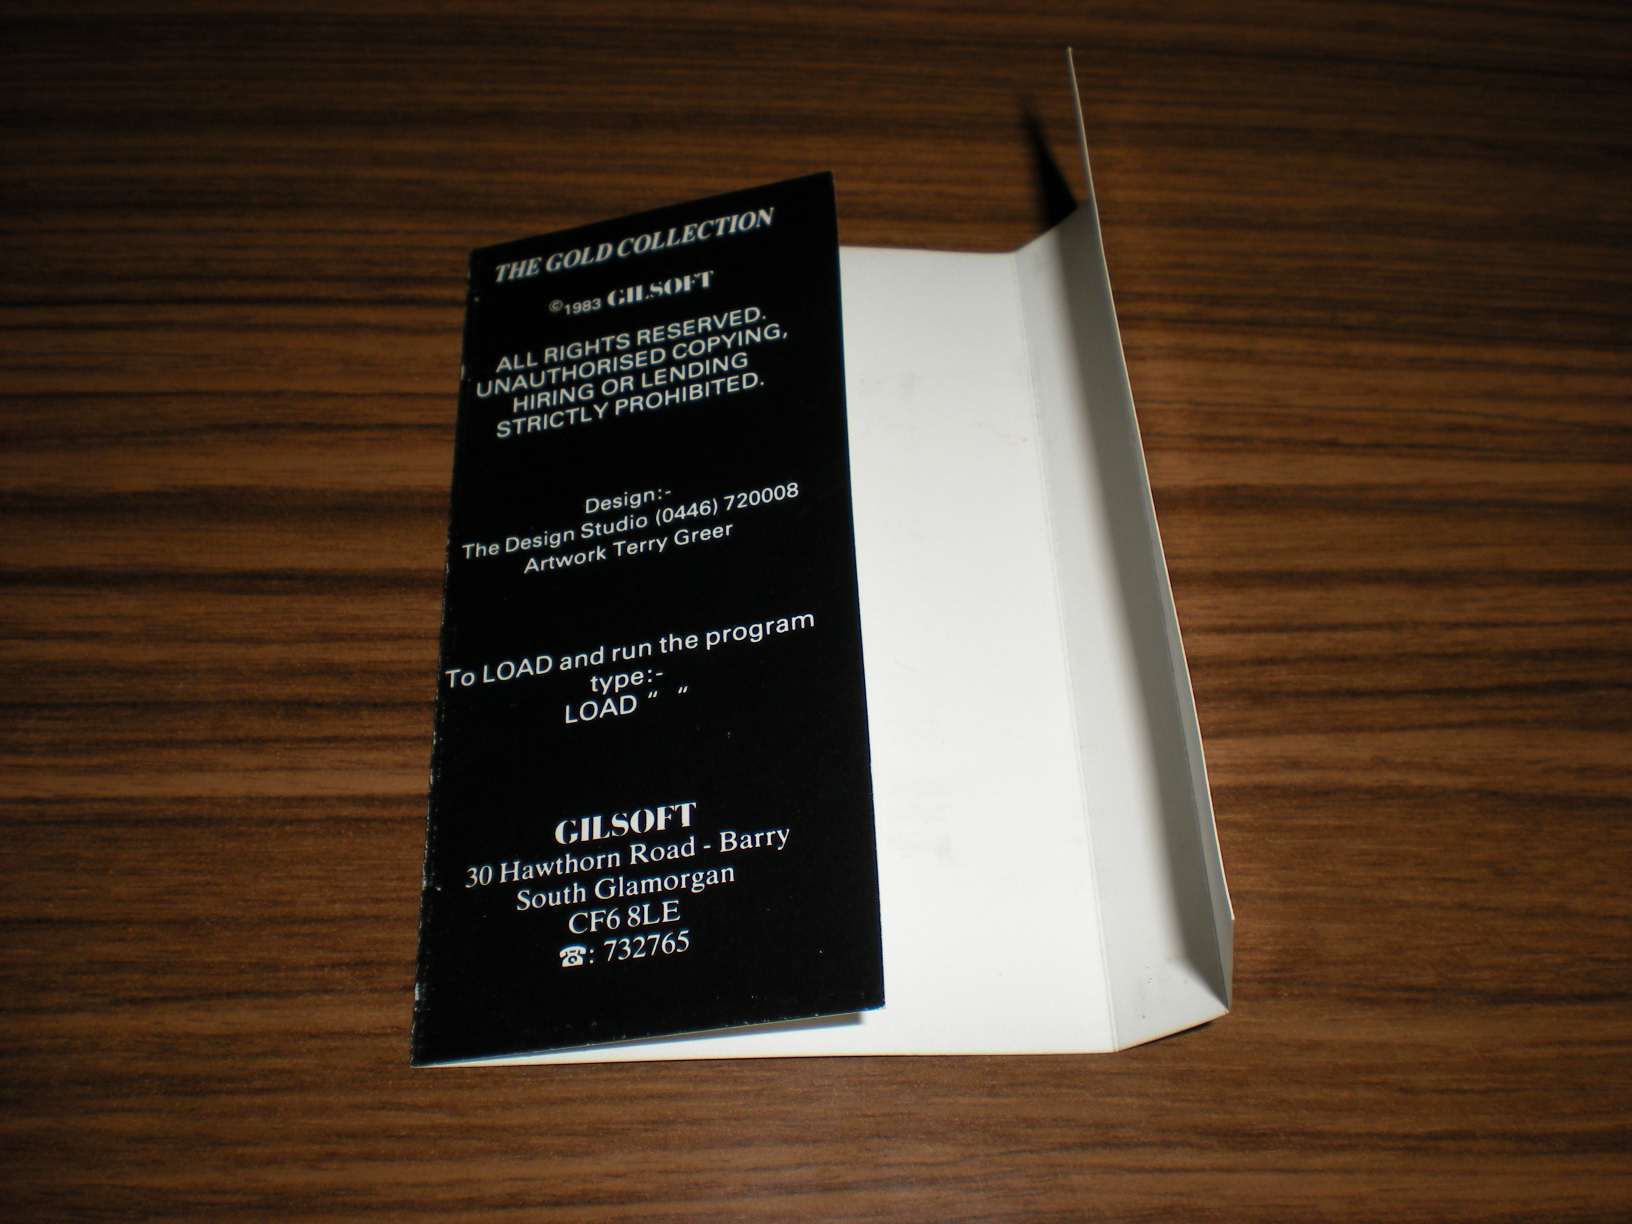 THE GOLD COLLECTION
©1983 GILSOFT
ALL RIGHTS RESERVED.
UNAUTHORISED COPYING,
HIRING OR LENDING
STRICTLY PROHIBITED.
Design:-
The Design Studio (0446) 720008
Artwork Terry Greer
To LOAD and run the program
type:-
LOAD “ “
GILSOFT
30 Hawthorn Road - Barry
South Glamorgan
CF6 8LE
☎: 732765